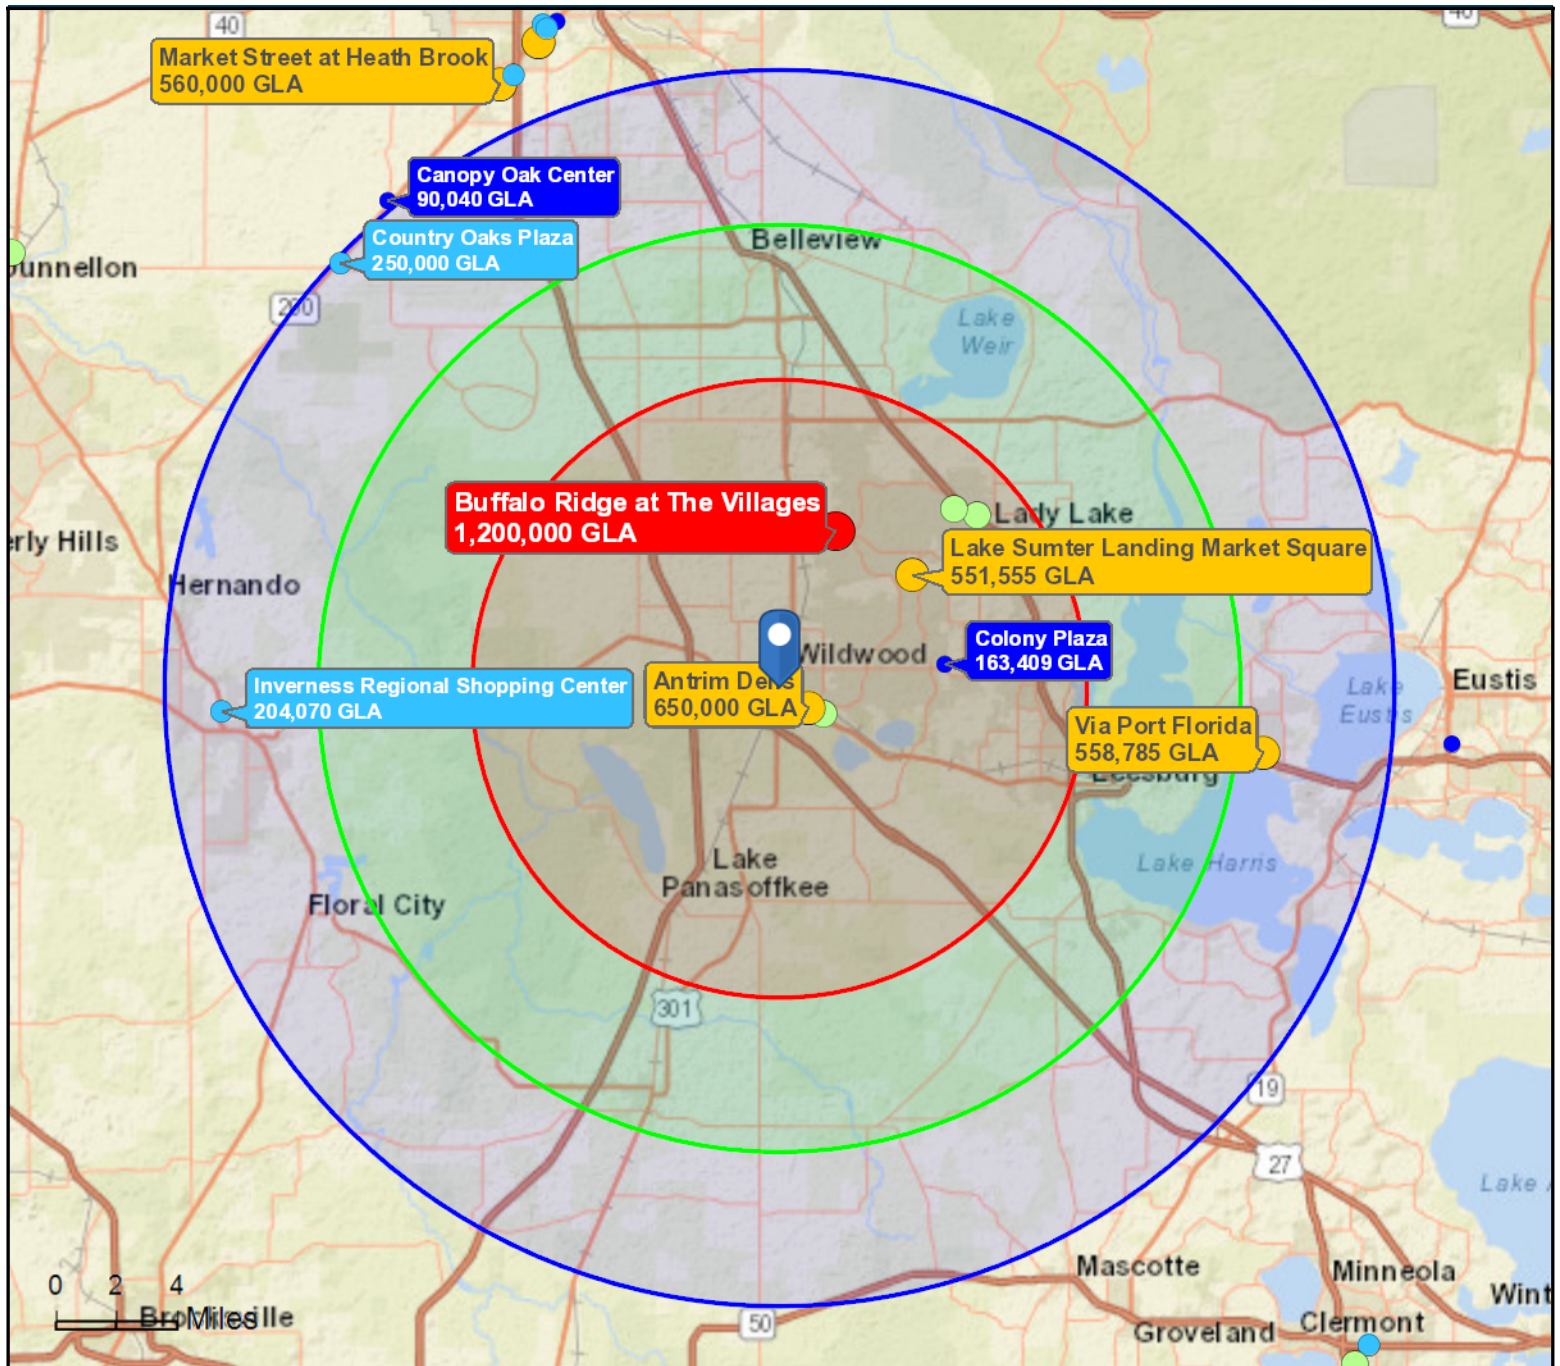 40
40
Market Street at Heath Brook
560,000 GLA
Canopy Oak Center
90,040 GLA
Country Oaks Plaza
250,000 GLA
Belleview
200
Lake
Weir
Buffalo Ridge at The Villages
1,200,000 GLA
Lady Lake
Lake Sumter Landing Market Square
551,555 GLA
erly Hills
Hernando
Wildwood
Colony Plaza
163,409 GLA
Inverness Regional Shopping Center
204,070 GLA
Antrim Dells
650,000 GLA
Via Port Florida
558,785 GLA
Leesburg
Lake
Eustis
Eustis
Lake
Panasoffkee
Lake Harris
Floral City
301
19
27
Lake
Mascotte
Minneola
Wint
Groveland
Clermont
50
0 2 4
Miles